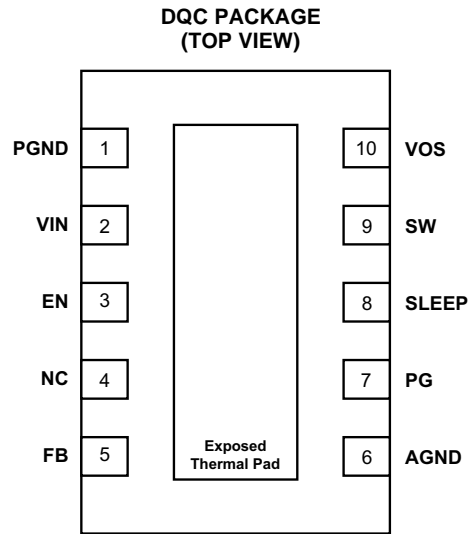 DQC PACKAGE
(TOP VIEW)
PGND 1 10 VOS
VIN 2 9 SW
EN 3 8 SLEEP
NC 4 7 PG
FB 5 6 AGND
Exposed
Thermal Pad